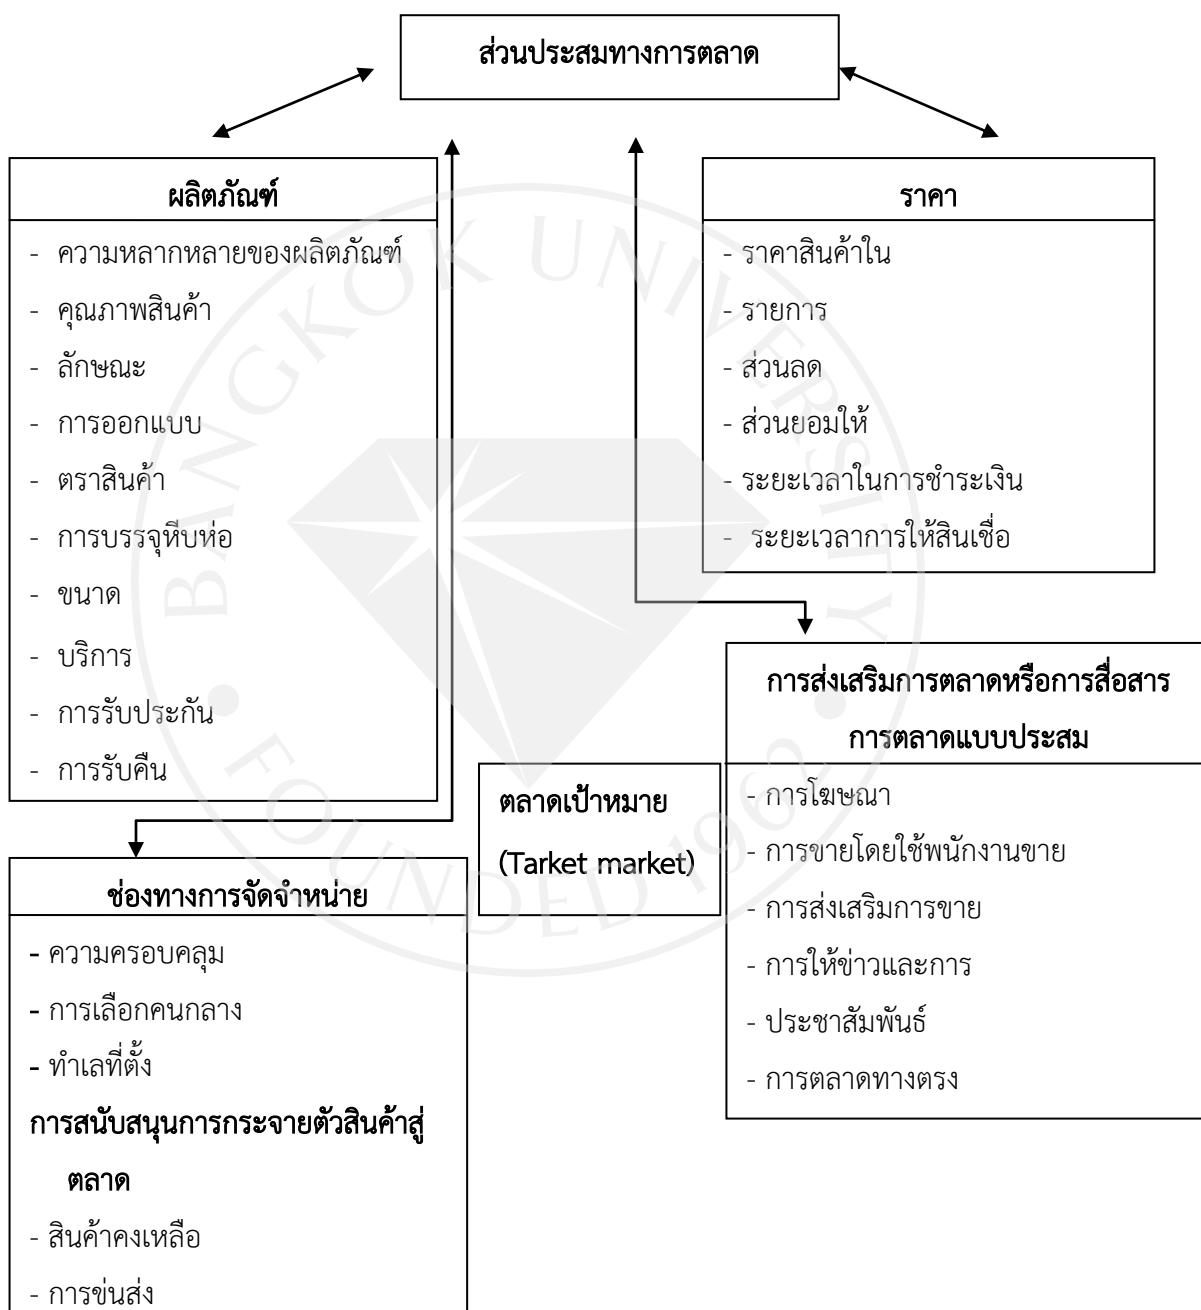 ส่วนประสมทางการตลาด
ผลิตภัณฑ์
- ความหลากหลายของผลิตภัณฑ์
- คุณภาพสินค้า
- ลักษณะ
- การออกแบบ
- ตราสินค้า
- การบรรจุหีบห่อ
- ขนาด
- บริการ
- การรับประกัน
- การรับคืน
ราคา
- ราคาสินค้าใน
- รายการ
- ส่วนลด
- ส่วนยอมให้
- ระยะเวลาในการชำระเงิน
- ระยะเวลาการให้สินเชื่อ
ช่องทางการจัดจำหน่าย
- ความครอบคลุม
- การเลือกคนกลาง
- ทำเลที่ตั้ง
การสนับสนุนการกระจายตัวสินค้าสู่
ตลาด
- สินค้าคงเหลือ
- การข่นส่ง
ตลาดเป้าหมาย
(Tarket market)
การส่งเสริมการตลาดหรือการสื่อสาร
การตลาดแบบประสม
- การโฆษณา
- การขายโดยใช้พนักงานขาย
- การส่งเสริมการขาย
- การให้ข่าวและการ
- ประชาสัมพันธ์
- การตลาดทางตรง
BANGKOK UNIVERSITY
FOUNDED 1962